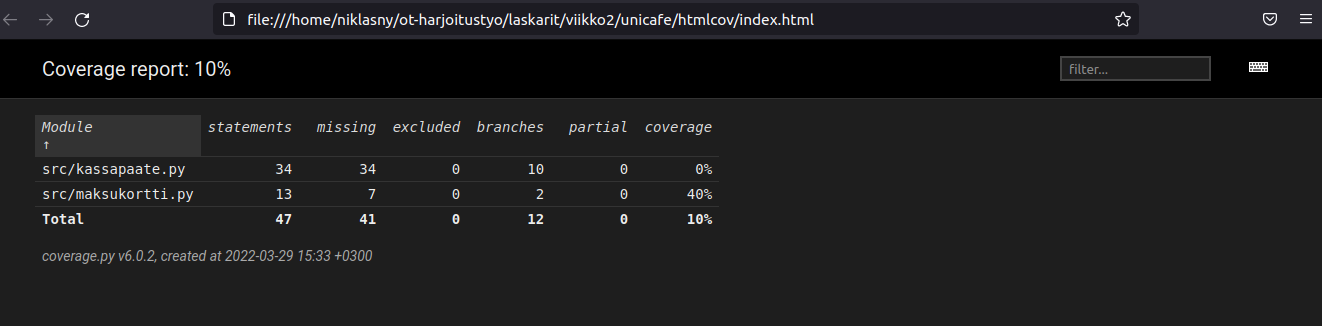 file:///home/niklasny/ot-harjoitustyo/laskarit/viikko2/unicafe/htmlcov/index.html
Coverage report: 10%
filter...
Module ↑ statements missing excluded branches partial coverage
src/kassapaate.py 34 34 0 10 0 0%
src/maksukortti.py 13 7 0 2 0 40%
Total 47 41 0 12 0 10%
coverage.py v6.0.2, created at 2022-03-29 15:33 +0300